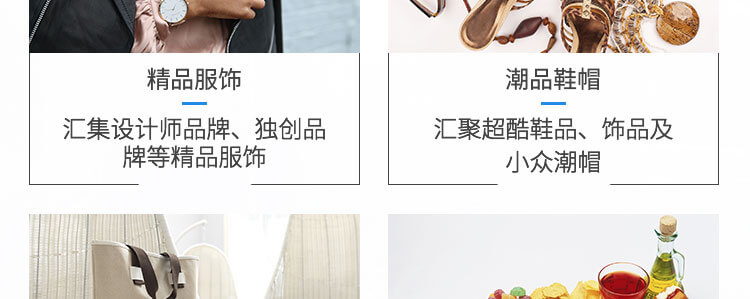 精品服饰
汇集设计师品牌、独创品
牌等精品服饰
潮品鞋帽
汇聚超酷鞋品、饰品及
小众潮帽